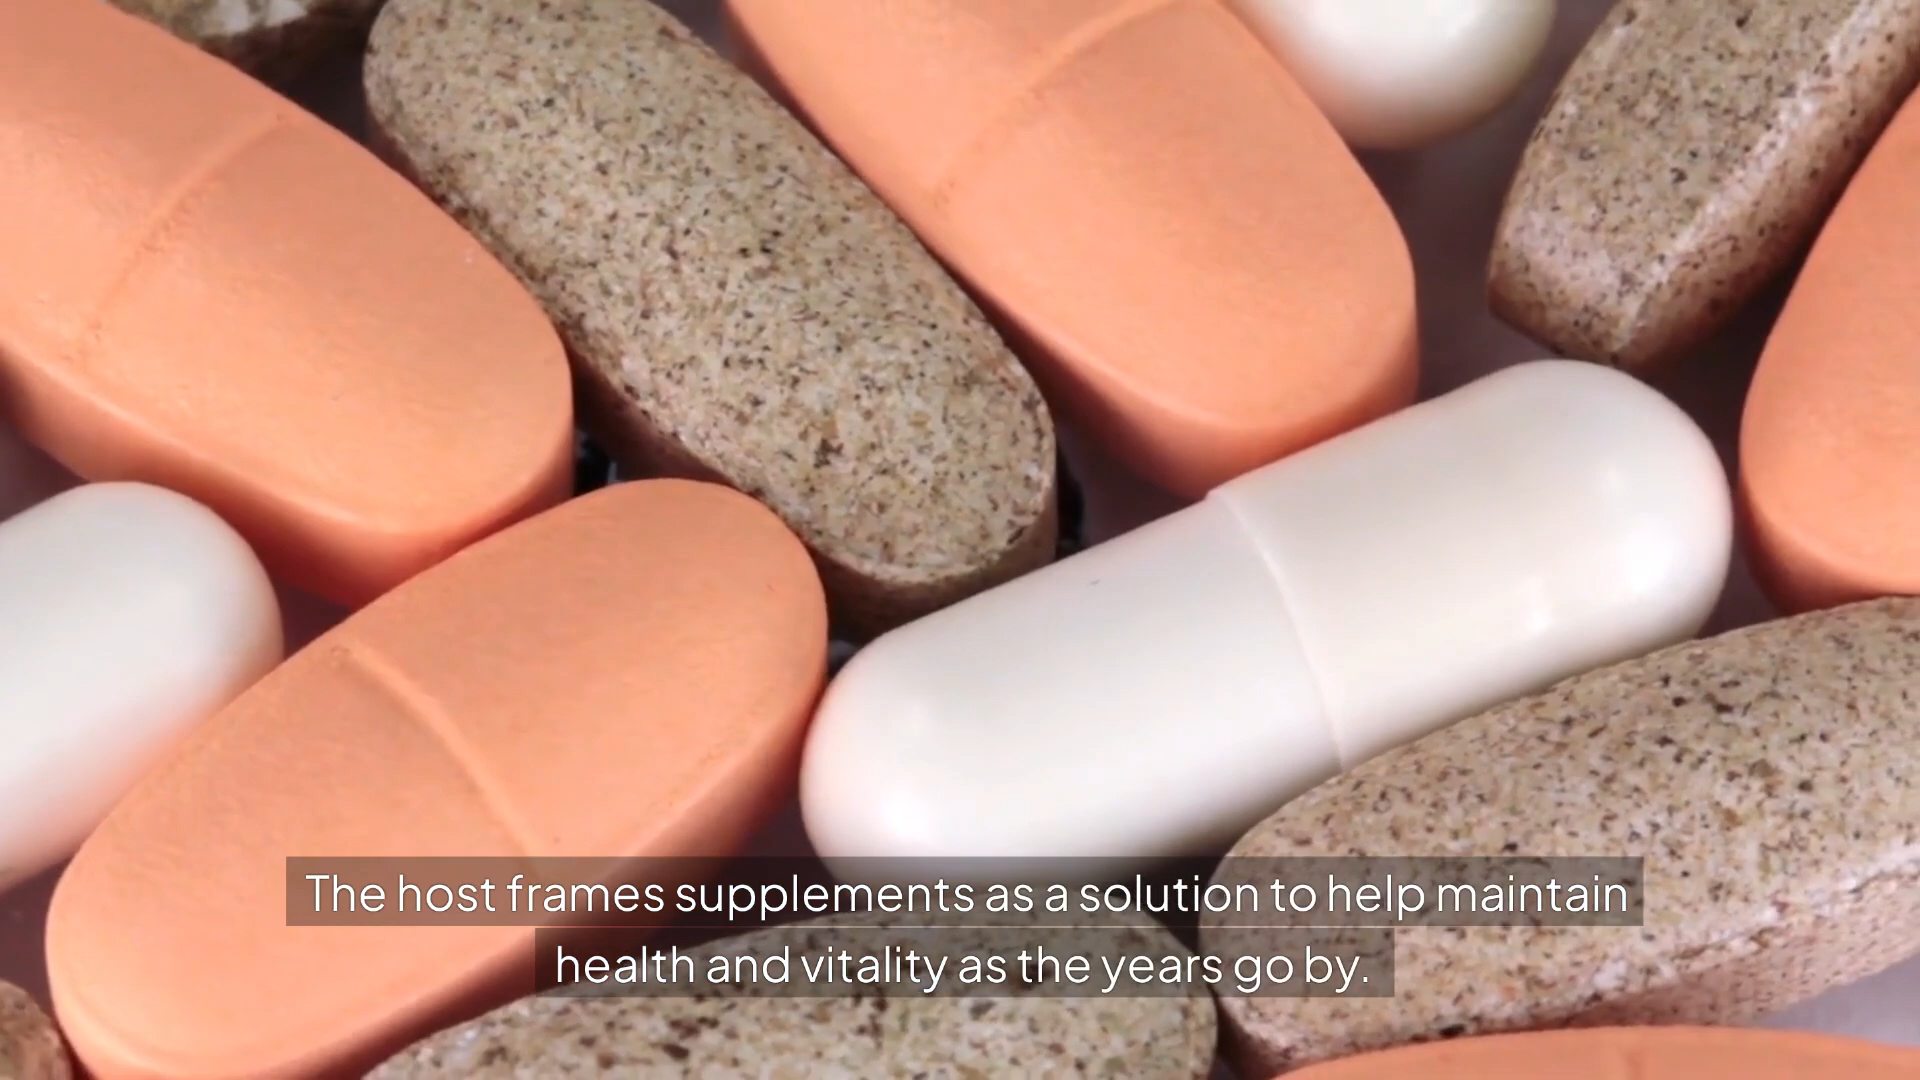 The host frames supplements as a solution to help maintain
health and vitality as the years go by.